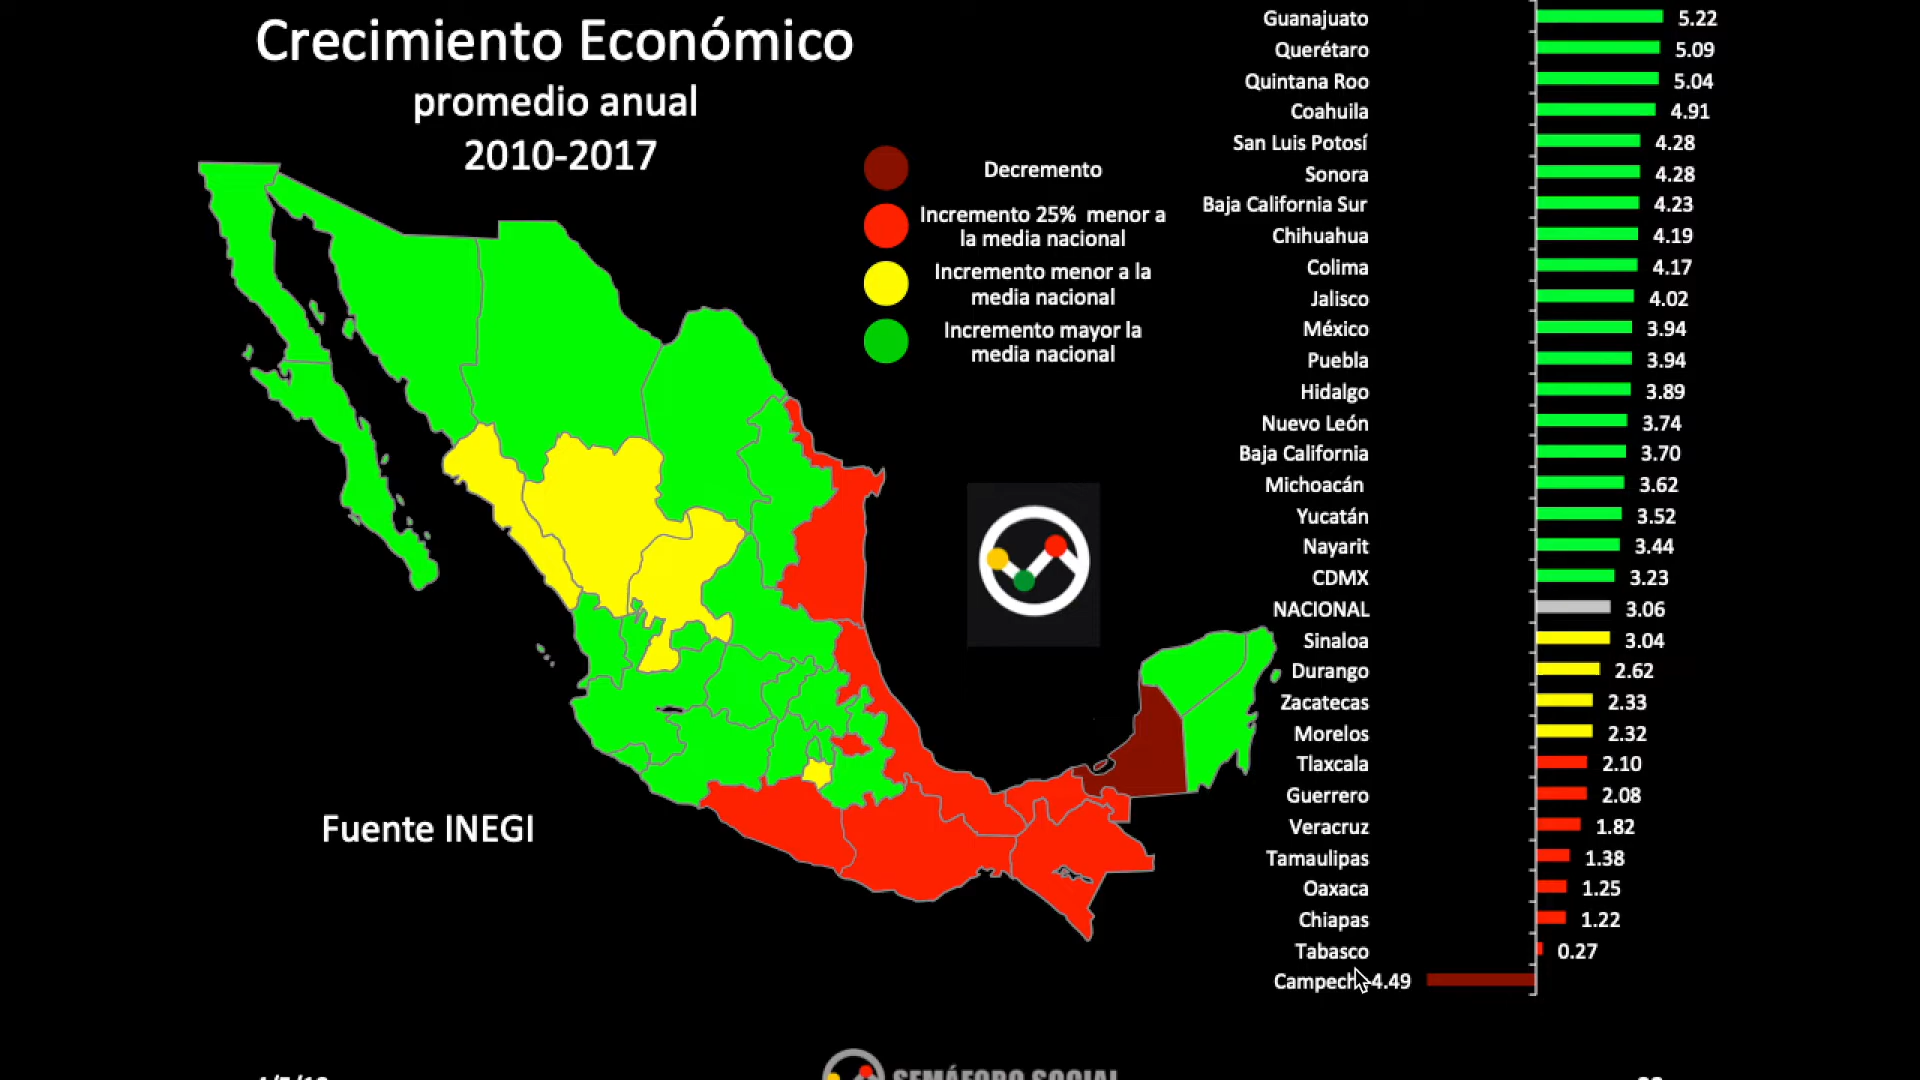 Crecimiento Económico
promedio anual
2010-2017
Decremento
Incremento 25% menor a
la media nacional
Incremento menor a la
media nacional
Incremento mayor la
media nacional
Fuente INEGI
Guanajuato 5.22
Querétaro 5.09
Quintana Roo 5.04
Coahuila 4.91
San Luis Potosí 4.28
Sonora 4.28
Baja California Sur 4.23
Chihuahua 4.19
Colima 4.17
Jalisco 4.02
México 3.94
Puebla 3.94
Hidalgo 3.89
Nuevo León 3.74
Baja California 3.70
Michoacán 3.62
Yucatán 3.52
Nayarit 3.44
CDMX 3.23
NACIONAL 3.06
Sinaloa 3.04
Durango 2.62
Zacatecas 2.33
Morelos 2.32
Tlaxcala 2.10
Guerrero 2.08
Veracruz 1.82
Tamaulipas 1.38
Oaxaca 1.25
Chiapas 1.22
Tabasco 0.27
Campeche -4.49
SEMÁFORO SOCIAL